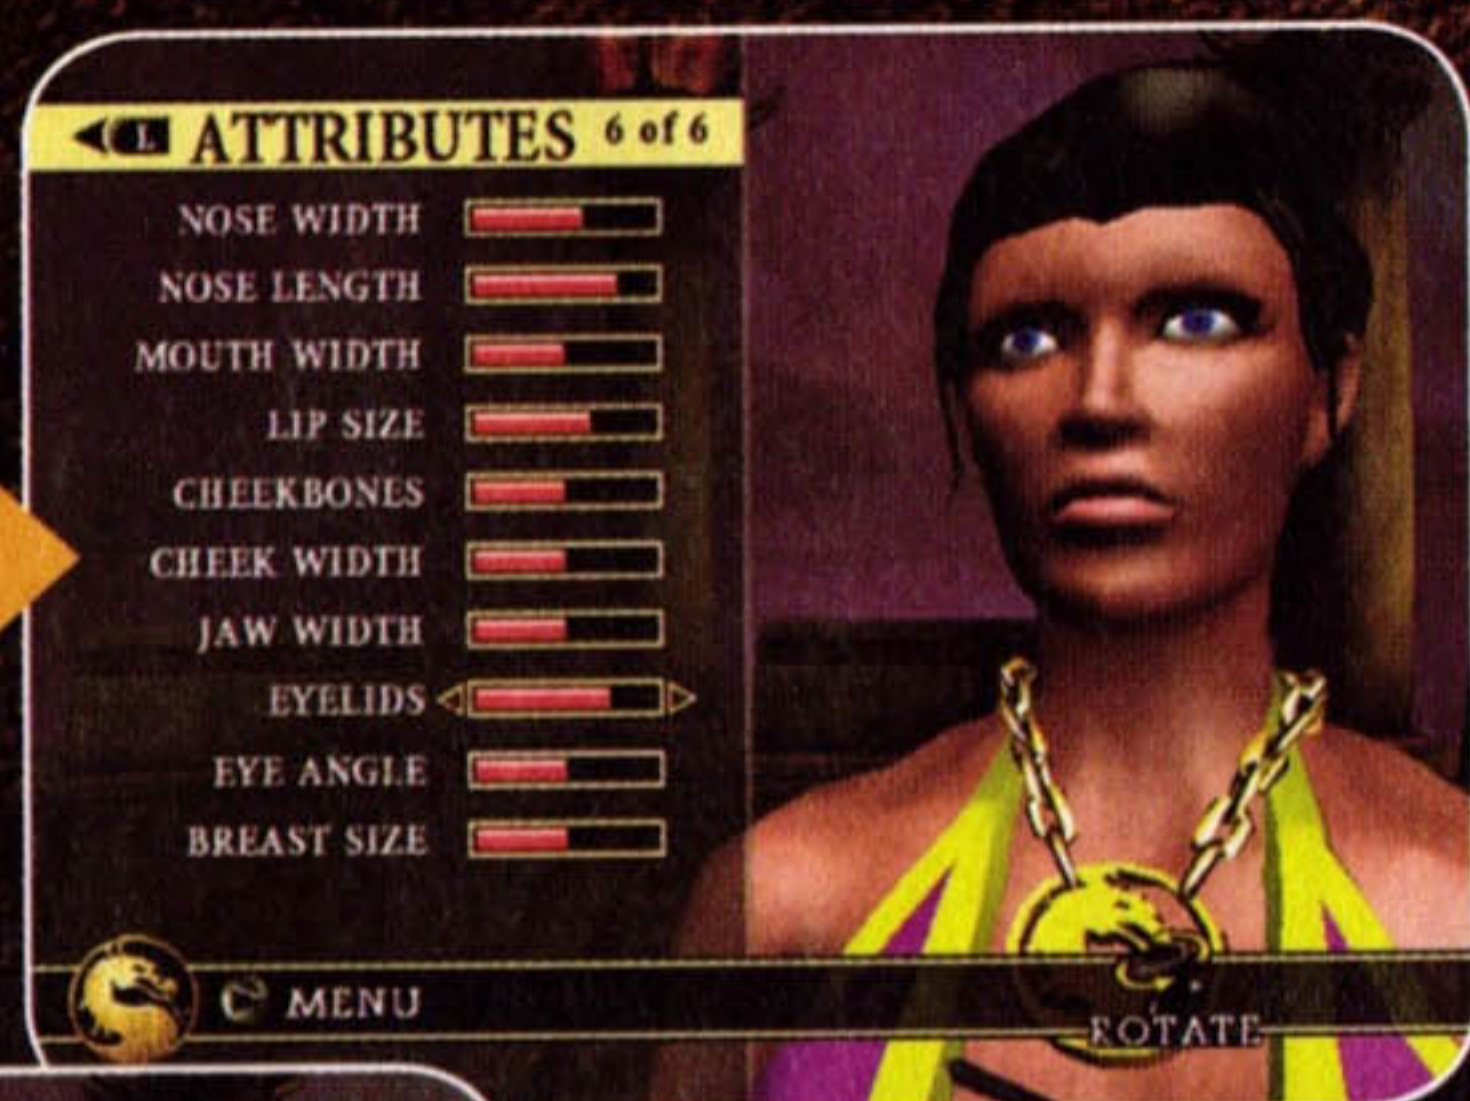 L ATTRIBUTES 6 of 6
NOSE WIDTH
NOSE LENGTH
MOUTH WIDTH
LIP SIZE
CHEEKBONES
CHEEK WIDTH
JAW WIDTH
EYELIDS
EYE ANGLE
BREAST SIZE
MENU
ROTATE